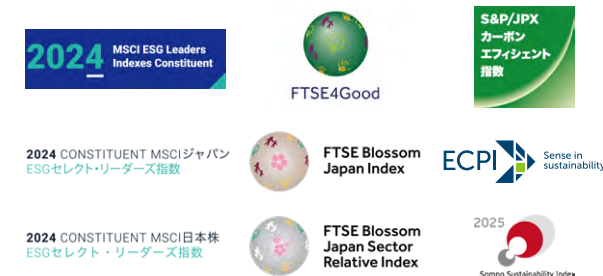 2024 MSCI ESG Leaders
Indexes Constituent
FTSE4Good
S&P/JPX
カーボン
エフィシェント
指数
2024 CONSTITUENT MSCIジャパン
ESGセレクト・リーダーズ指数
FTSE Blossom
Japan Index
ECPI Sense in
sustainability
2024 CONSTITUENT MSCI日本株
ESGセレクト・リーダーズ指数
FTSE Blossom
Japan Sector
Relative Index
2025
Sompo Sustainability Index